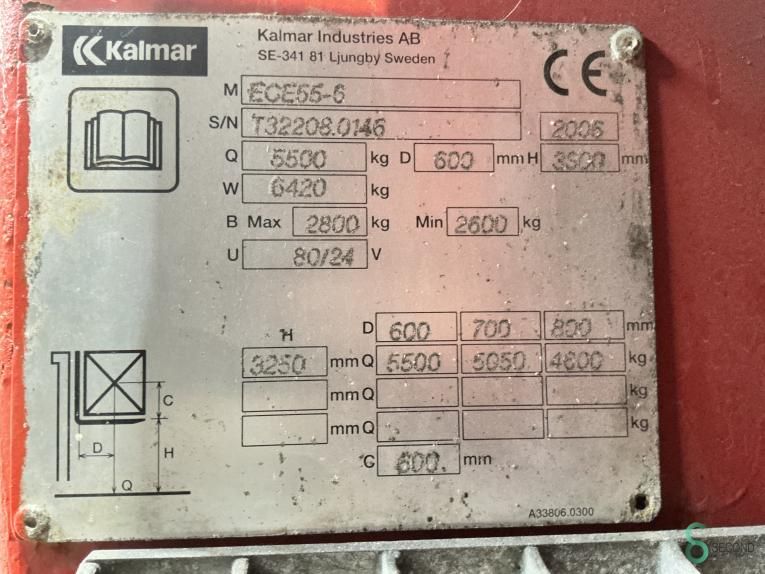 Kalmar
Kalmar Industries AB
SE-341 81 Ljungby Sweden
CE
M ECE55-6
S/N T32208.0146 2006
Q 5500 kg D 600 mm H mm
W 6420 kg
B Max 2800 kg Min 2600 kg
U 80/24 V
H D 600 700 800 mm
3250 mm Q 5500 5050 4600 kg
mm Q kg
mm Q kg
C 600 mm
C
D H
Q
A33806.0300
SECOND